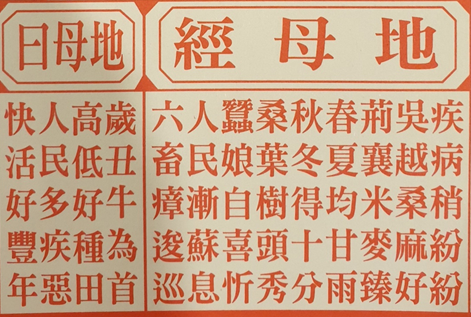 地母經
疾病稍紛紛
吳越桑麻好
荊襄米麥臻
春夏均甘雨
秋冬得十分
桑葉樹頭秀
蠶娘白喜忻
人民漸蘇息
六畜瘴逡巡
地母曰
歲丑牛為首
高低好種田
人民多疾惡
快活好豐年